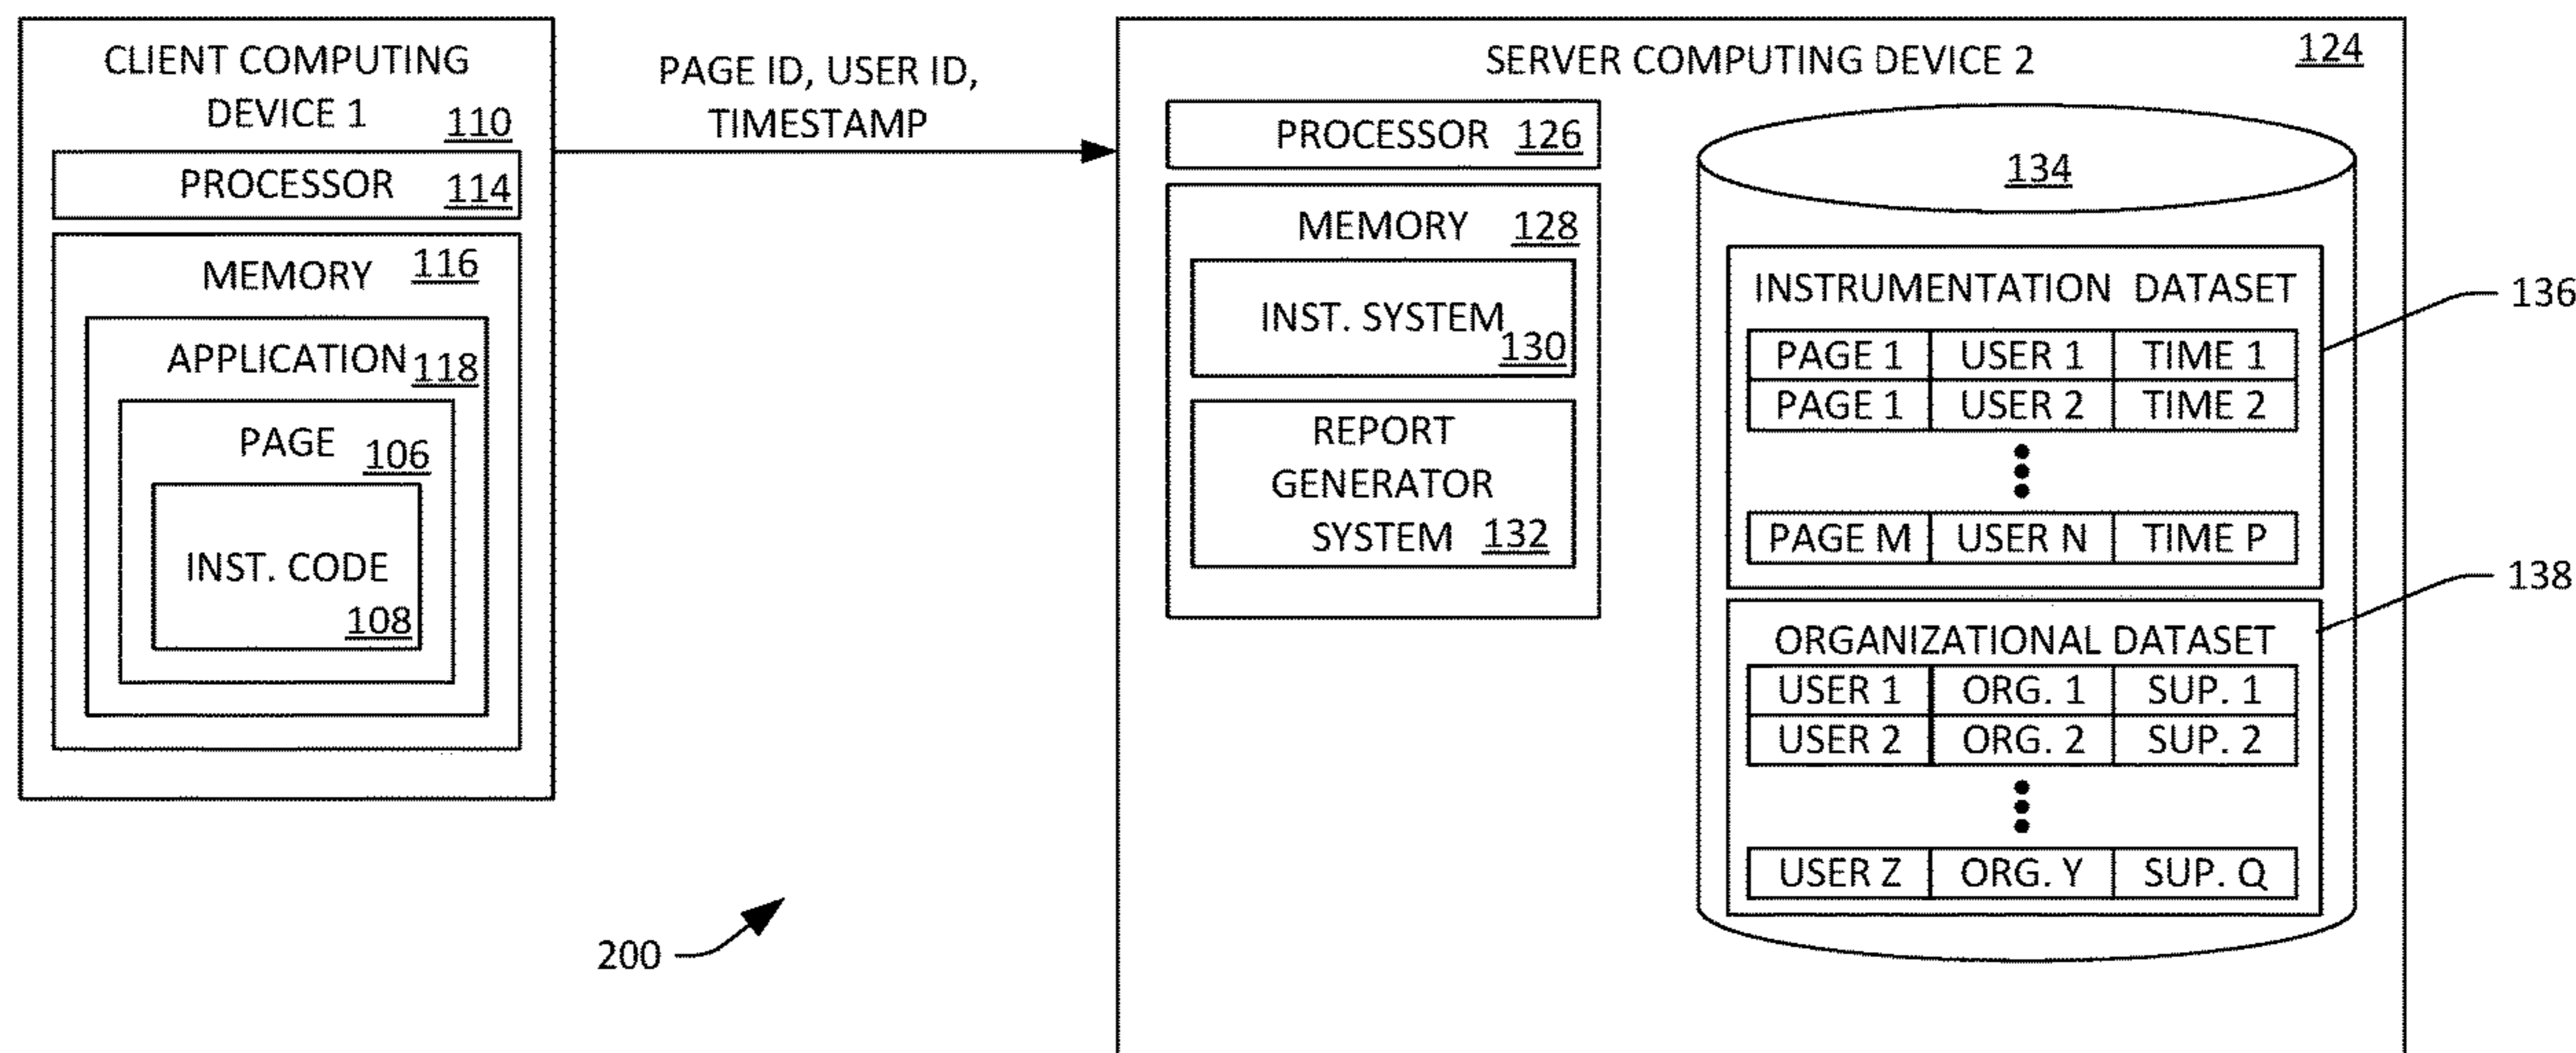 CLIENT COMPUTING
DEVICE 1
110
PROCESSOR 114
MEMORY 116
APPLICATION 118
PAGE 106
INST. CODE
108
PAGE ID, USER ID,
TIMESTAMP
200
SERVER COMPUTING DEVICE 2 124
PROCESSOR 126
MEMORY 128
INST. SYSTEM
130
REPORT
GENERATOR
SYSTEM 132
134
INSTRUMENTATION DATASET
PAGE 1 USER 1 TIME 1
PAGE 1 USER 2 TIME 2
PAGE M USER N TIME P
136
ORGANIZATIONAL DATASET
USER 1 ORG. 1 SUP. 1
USER 2 ORG. 2 SUP. 2
USER Z ORG. Y SUP. Q
138